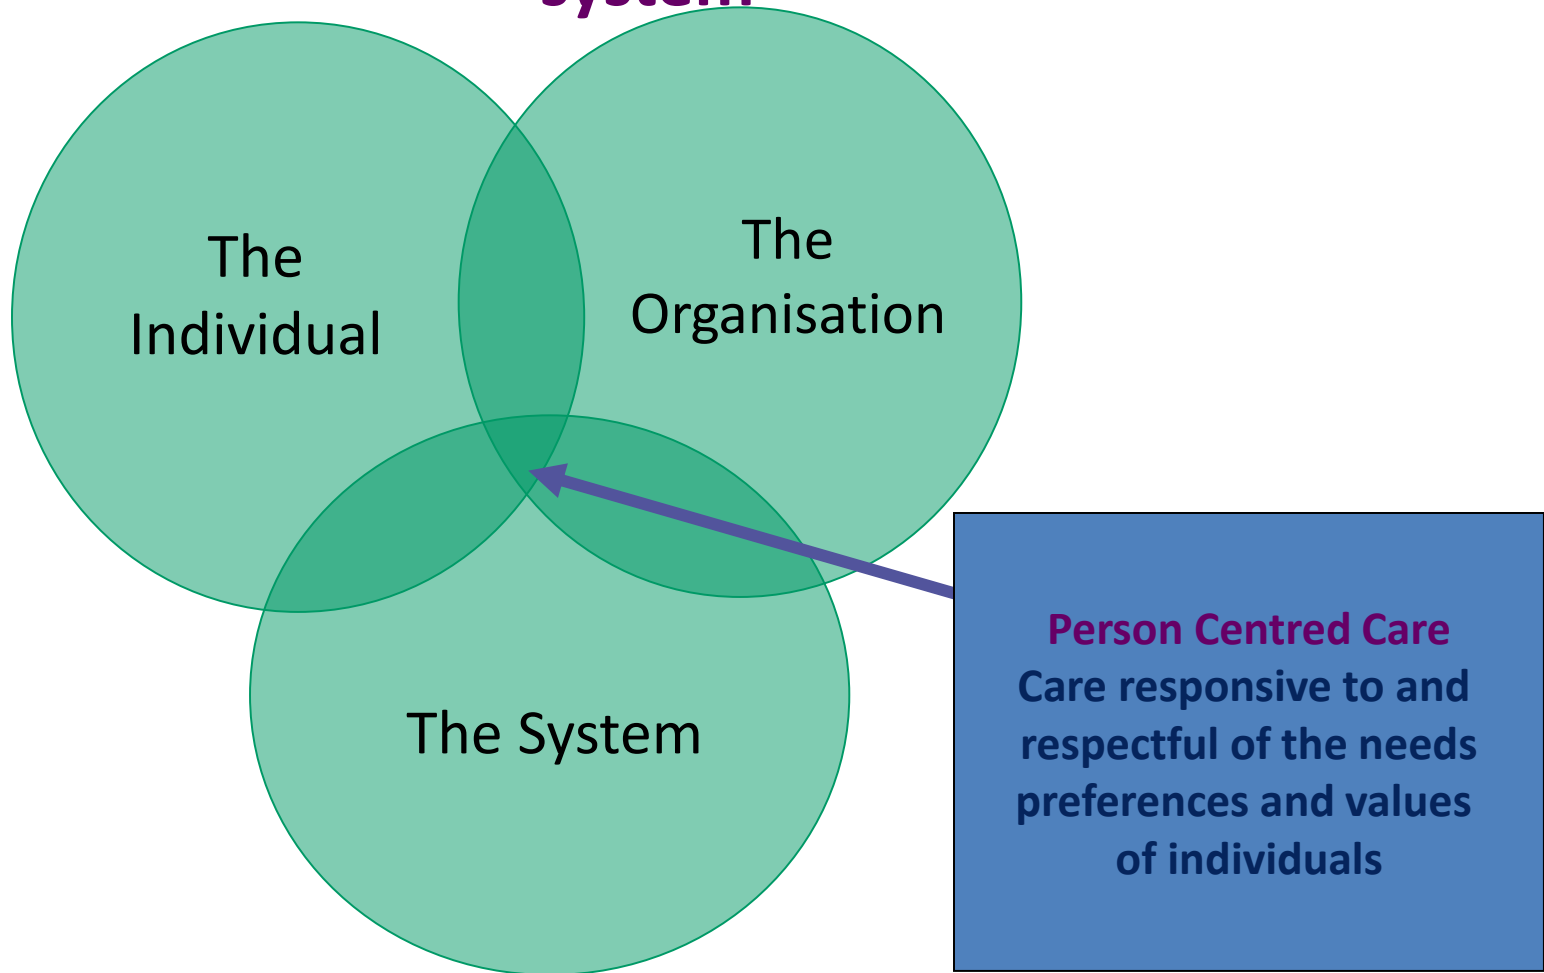 system
The
Individual
The
Organisation
The System
Person Centred Care
Care responsive to and
respectful of the needs
preferences and values
of individuals